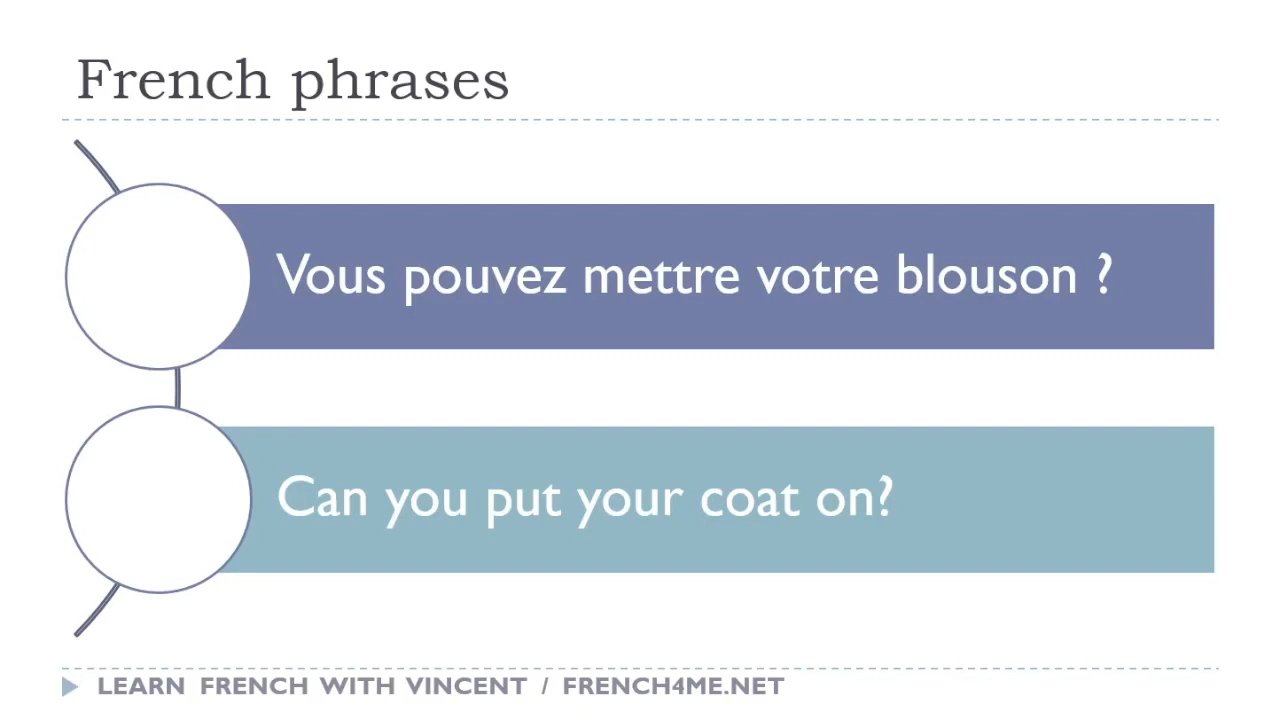 French phrases
Vous pouvez mettre votre blouson ?
Can you put your coat on?
LEARN FRENCH WITH VINCENT / FRENCH4ME.NET